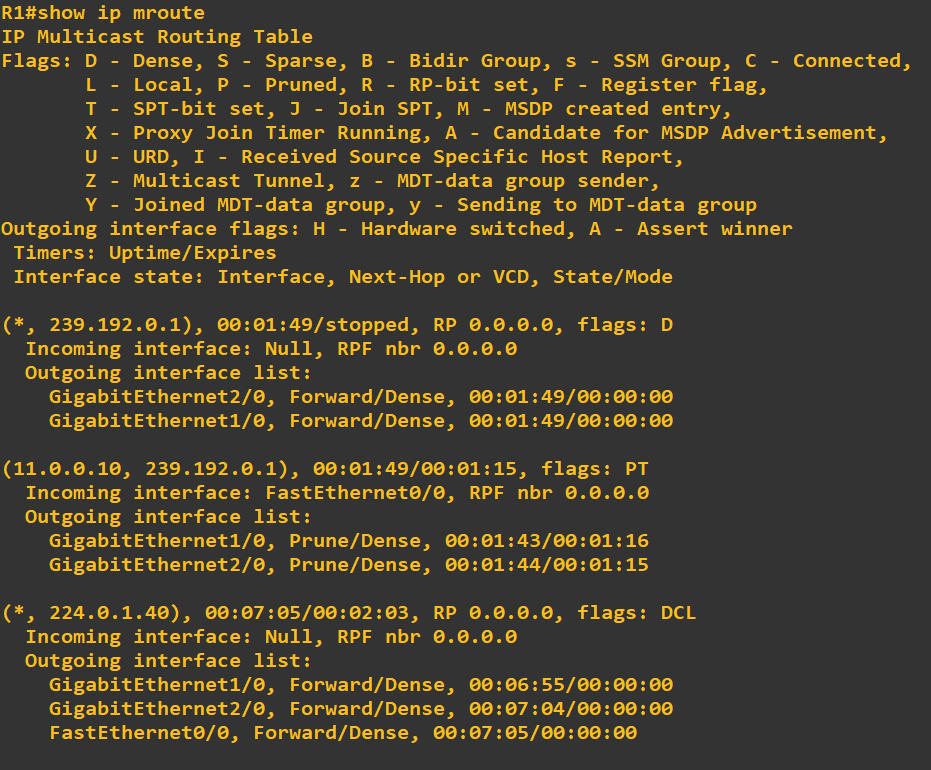 R1#show ip mroute
IP Multicast Routing Table
Flags: D - Dense, S - Sparse, B - Bidir Group, s - SSM Group, C - Connected,
       L - Local, P - Pruned, R - RP-bit set, F - Register flag,
       T - SPT-bit set, J - Join SPT, M - MSDP created entry,
       X - Proxy Join Timer Running, A - Candidate for MSDP Advertisement,
       U - URD, I - Received Source Specific Host Report,
       Z - Multicast Tunnel, z - MDT-data group sender,
       Y - Joined MDT-data group, y - Sending to MDT-data group
Outgoing interface flags: H - Hardware switched, A - Assert winner
 Timers: Uptime/Expires
 Interface state: Interface, Next-Hop or VCD, State/Mode

(*, 239.192.0.1), 00:01:49/stopped, RP 0.0.0.0, flags: D
  Incoming interface: Null, RPF nbr 0.0.0.0
  Outgoing interface list:
    GigabitEthernet2/0, Forward/Dense, 00:01:49/00:00:00
    GigabitEthernet1/0, Forward/Dense, 00:01:49/00:00:00

(11.0.0.10, 239.192.0.1), 00:01:49/00:01:15, flags: PT
  Incoming interface: FastEthernet0/0, RPF nbr 0.0.0.0
  Outgoing interface list:
    GigabitEthernet1/0, Prune/Dense, 00:01:43/00:01:16
    GigabitEthernet2/0, Prune/Dense, 00:01:44/00:01:15

(*, 224.0.1.40), 00:07:05/00:02:03, RP 0.0.0.0, flags: DCL
  Incoming interface: Null, RPF nbr 0.0.0.0
  Outgoing interface list:
    GigabitEthernet1/0, Forward/Dense, 00:06:55/00:00:00
    GigabitEthernet2/0, Forward/Dense, 00:07:04/00:00:00
    FastEthernet0/0, Forward/Dense, 00:07:05/00:00:00